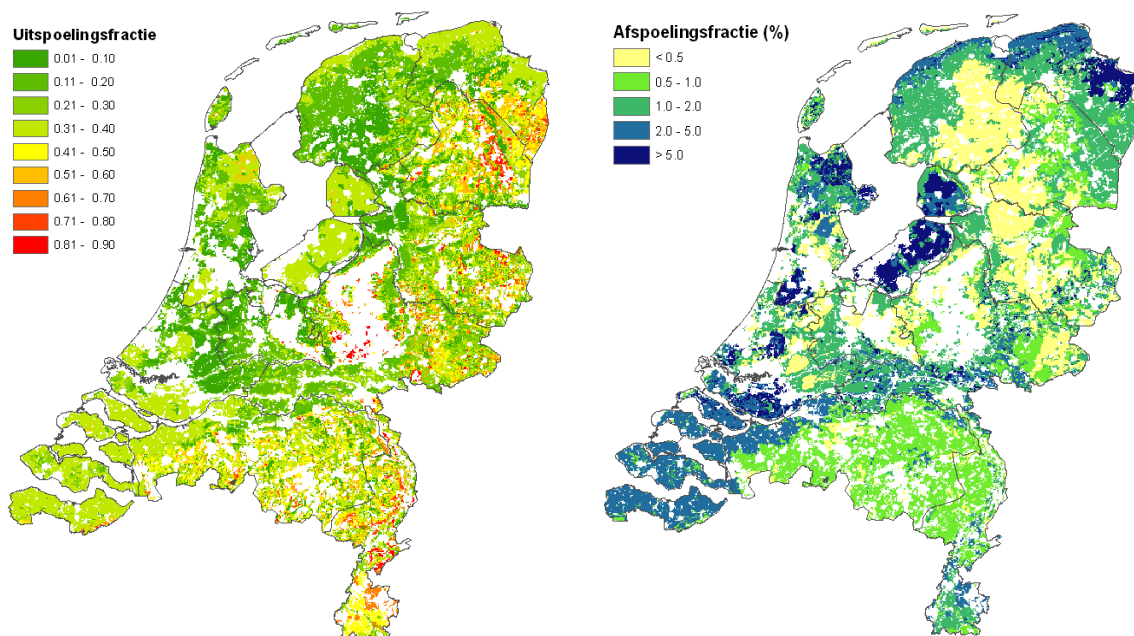 Uitspoelingsfractie
0.01 - 0.10
0.11 - 0.20
0.21 - 0.30
0.31 - 0.40
0.41 - 0.50
0.51 - 0.60
0.61 - 0.70
0.71 - 0.80
0.81 - 0.90
Afspoelingsfractie (%)
< 0.5
0.5 - 1.0
1.0 - 2.0
2.0 - 5.0
> 5.0